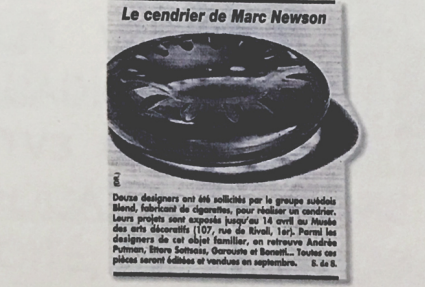 Le cendrier de Marc Newson
Douze designers ont été sollicités par le groupe suédois
Blend, fabricant de cigarettes, pour réaliser un cendrier.
Leurs projets sont exposés jusqu'au 14 avril au Musée
des arts décoratifs (107, rue de Rivoli, 1er). Parmi les
designers de cet objet familier, on retrouve Andrée
Putman, Ettore Sottsass, Garouste et Bonetti... Toutes ces
pièces seront éditées et vendues en septembre. S. de S.